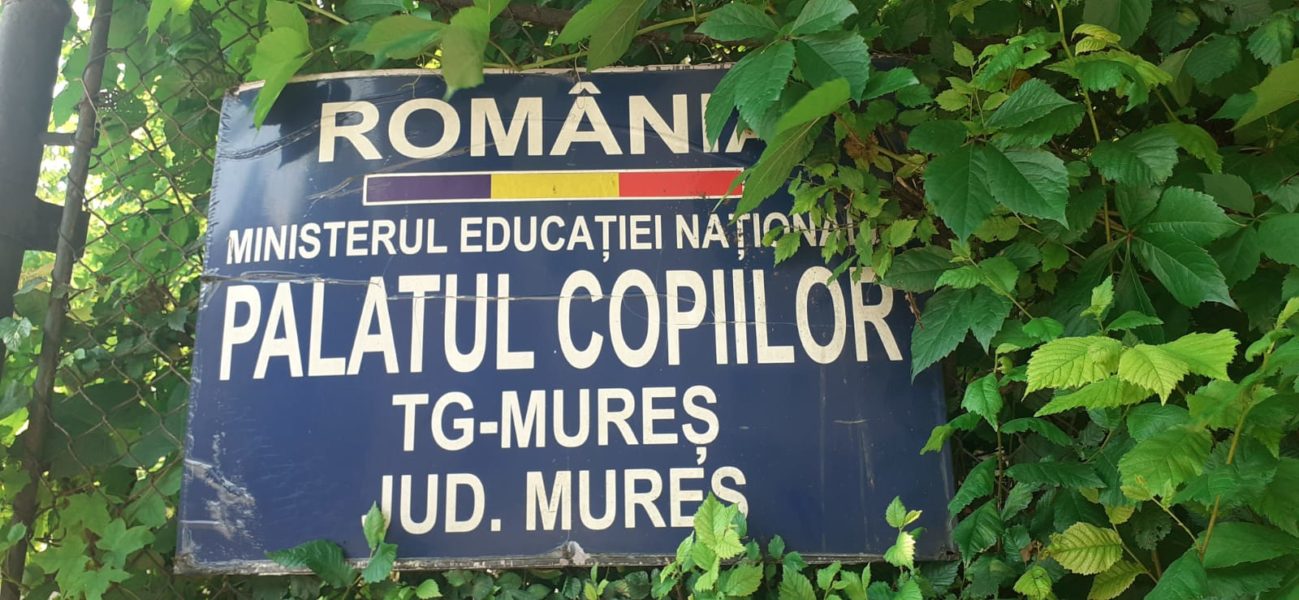 ROMÂNIA
MINISTERUL EDUCAȚIEI NAȚIONALE
PALATUL COPIILOR
TG-MUREȘ
JUD. MUREȘ